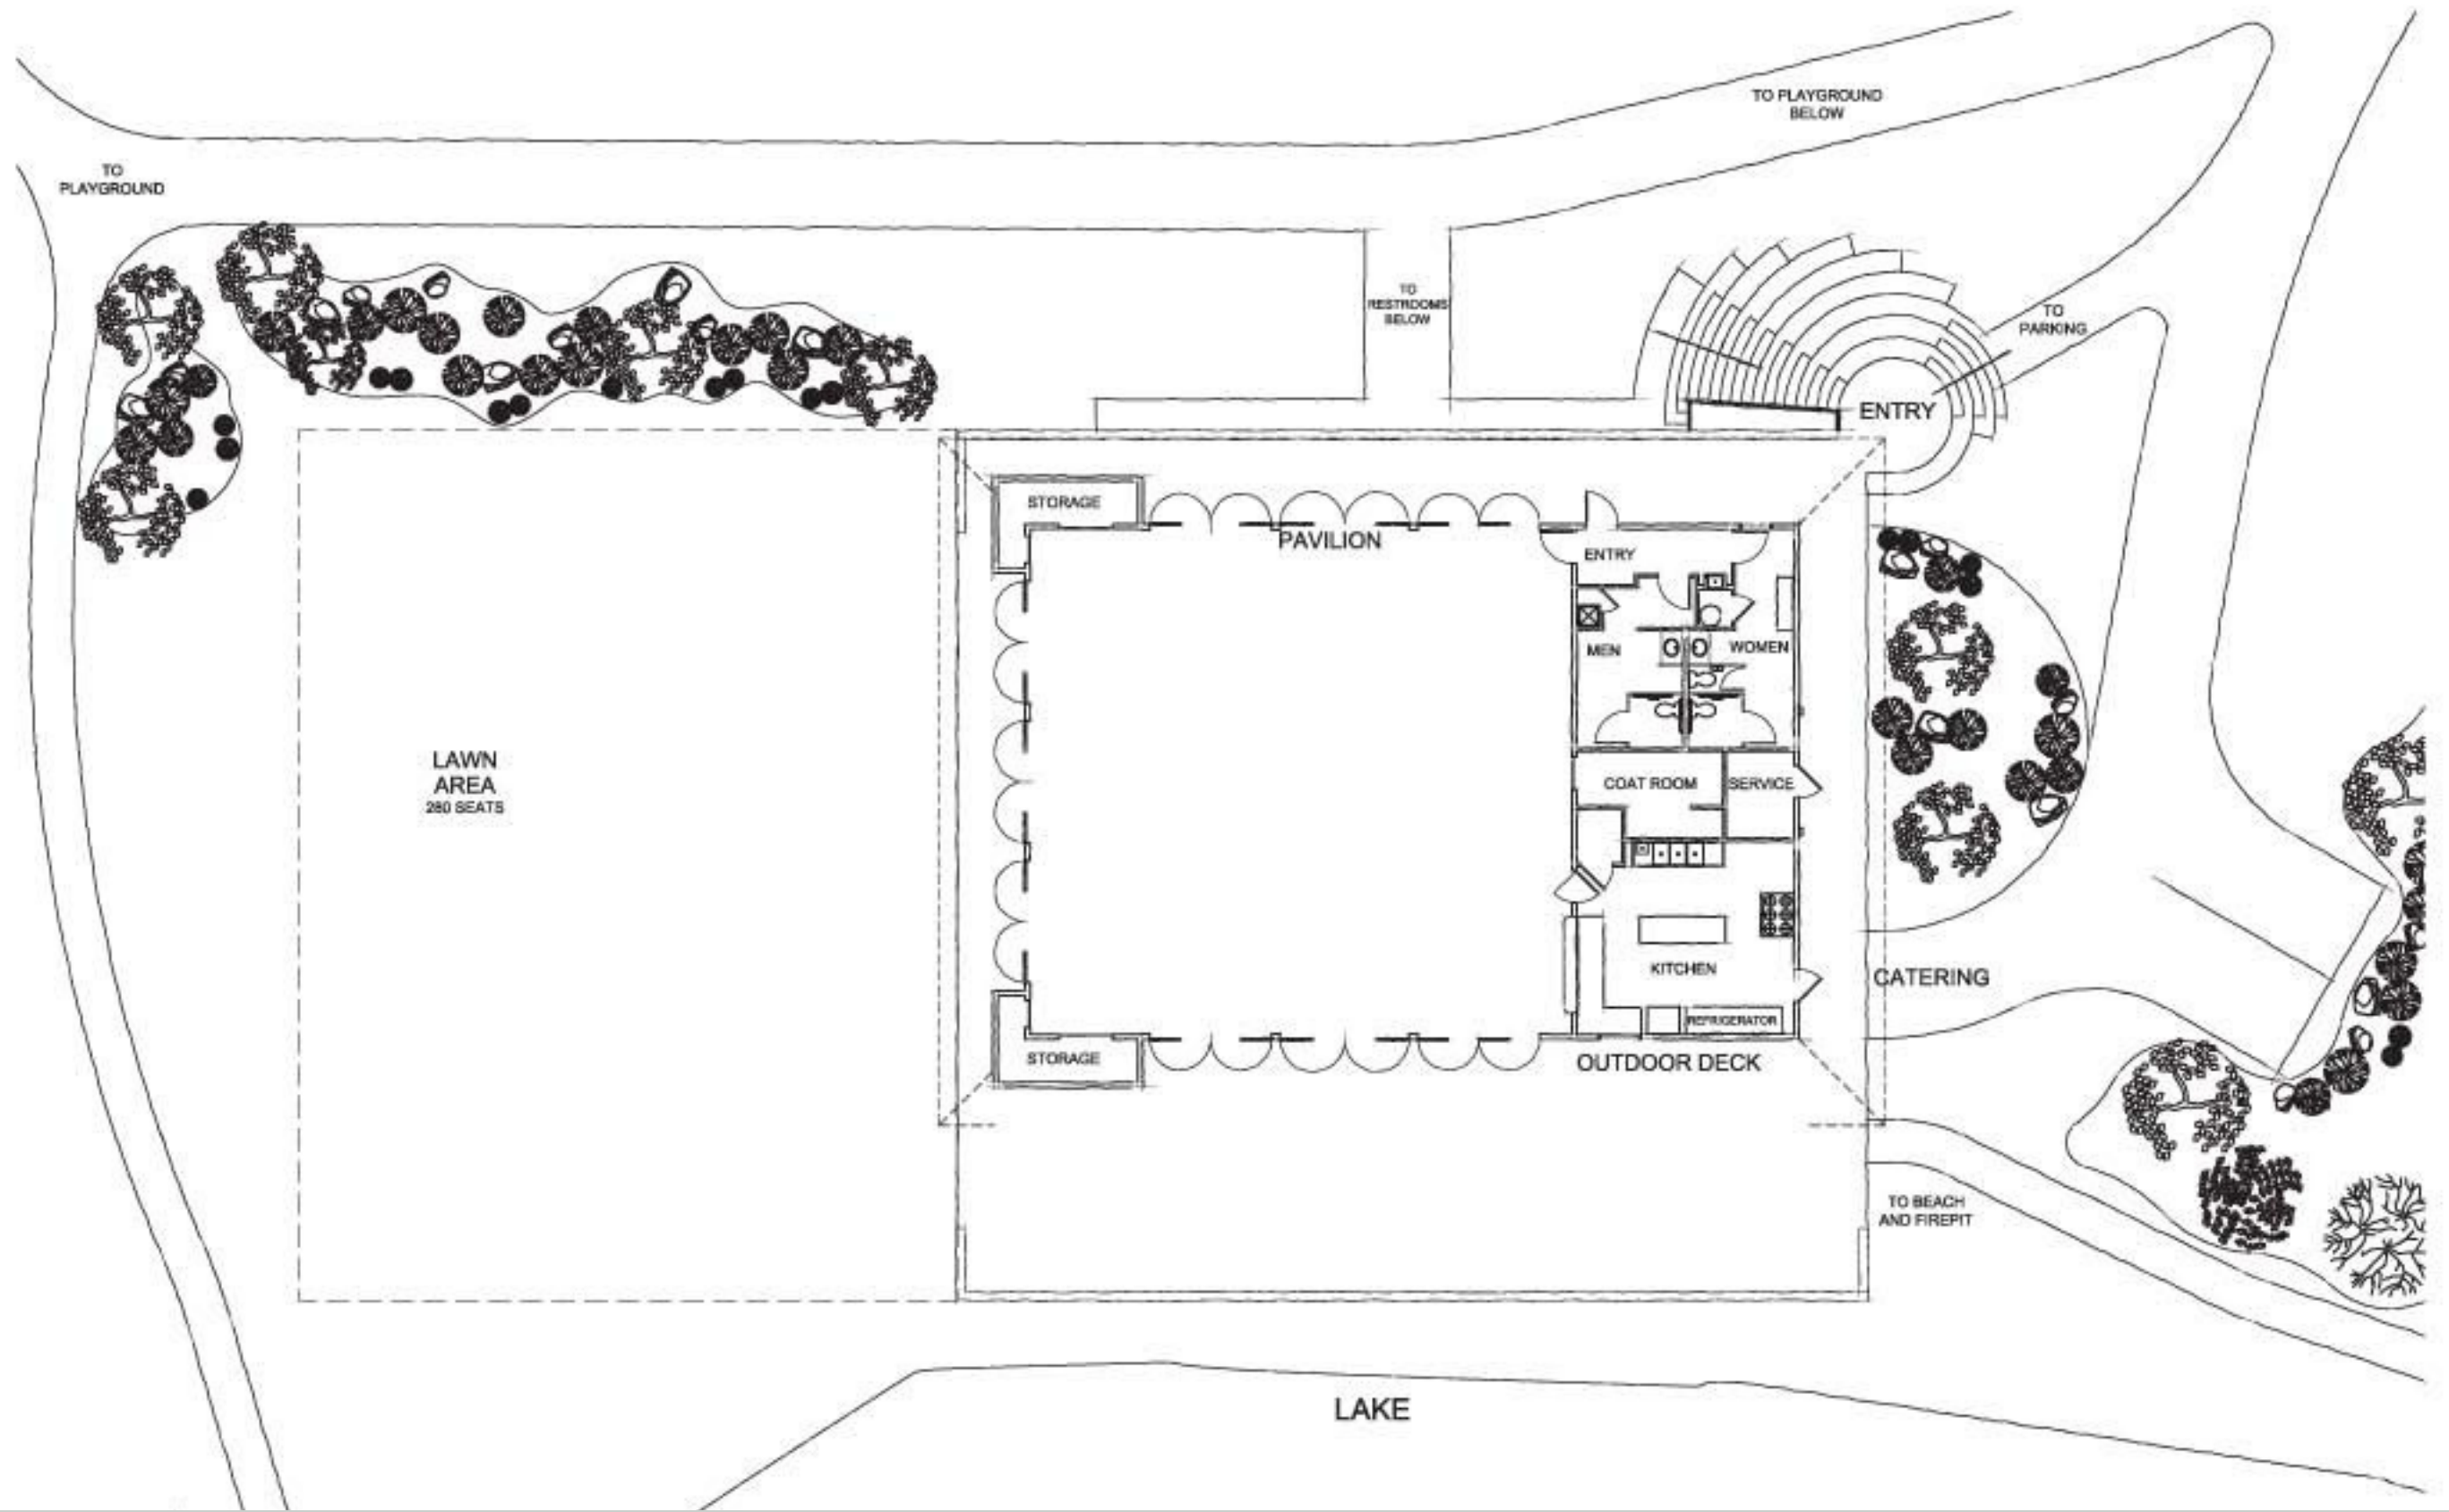 TO PLAYGROUND
BELOW
TO
PLAYGROUND
TO
RESTROOMS
BELOW
TO
PARKING
ENTRY
STORAGE
PAVILION
ENTRY
MEN
WOMEN
LAWN
AREA
280 SEATS
COAT ROOM
SERVICE
KITCHEN
CATERING
REFRIGERATOR
STORAGE
OUTDOOR DECK
TO BEACH
AND FIREPIT
LAKE